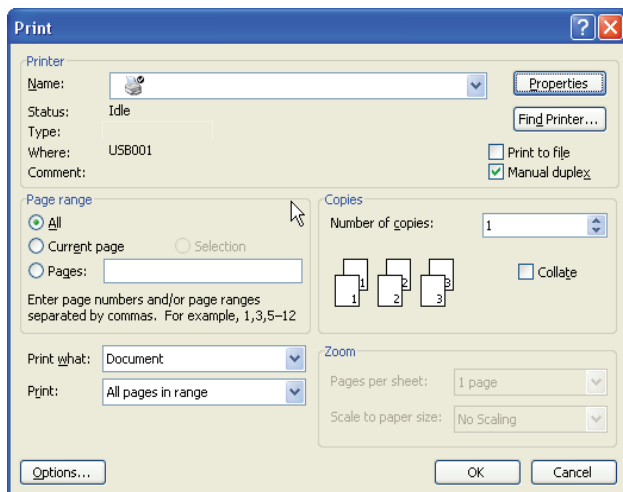 Print
Printer
Name:
Properties
Status: Idle
Find Printer...
Type:
Where: USB001
Print to file
Comment:
Manual duplex
Page range
All
Current page
Selection
Pages:
Enter page numbers and/or page ranges
separated by commas. For example, 1,3,5–12
Copies
Number of copies: 1
1 1 2 2 3 3
Collate
Print what: Document
Print: All pages in range
Zoom
Pages per sheet: 1 page
Scale to paper size: No Scaling
Options...
OK
Cancel